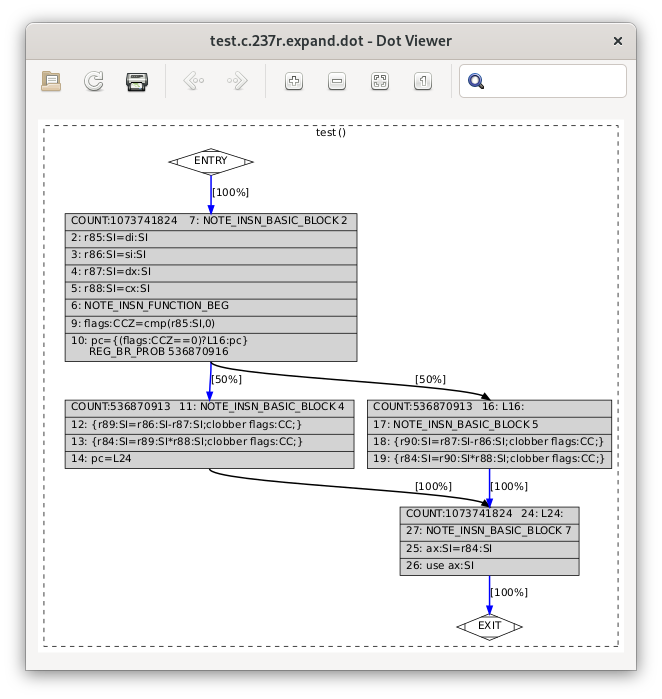 test.c.237r.expand.dot - Dot Viewer
test()
ENTRY
[100%]
COUNT:1073741824 7: NOTE_INSN_BASIC_BLOCK 2
2: r85:SI=di:SI
3: r86:SI=si:SI
4: r87:SI=dx:SI
5: r88:SI=cx:SI
6: NOTE_INSN_FUNCTION_BEG
9: flags:CCZ=cmp(r85:SI,0)
10: pc={(flags:CCZ==0)?L16:pc}
REG_BR_PROB 536870916
[50%] [50%]
COUNT:536870913 11: NOTE_INSN_BASIC_BLOCK 4
12: {r89:SI=r86:SI-r87:SI;clobber flags:CC;}
13: {r84:SI=r89:SI*r88:SI;clobber flags:CC;}
14: pc=L24
COUNT:536870913 16: L16:
17: NOTE_INSN_BASIC_BLOCK 5
18: {r90:SI=r87:SI-r86:SI;clobber flags:CC;}
19: {r84:SI=r90:SI*r88:SI;clobber flags:CC;}
[100%] [100%]
COUNT:1073741824 24: L24:
27: NOTE_INSN_BASIC_BLOCK 7
25: ax:SI=r84:SI
26: use ax:SI
[100%]
EXIT